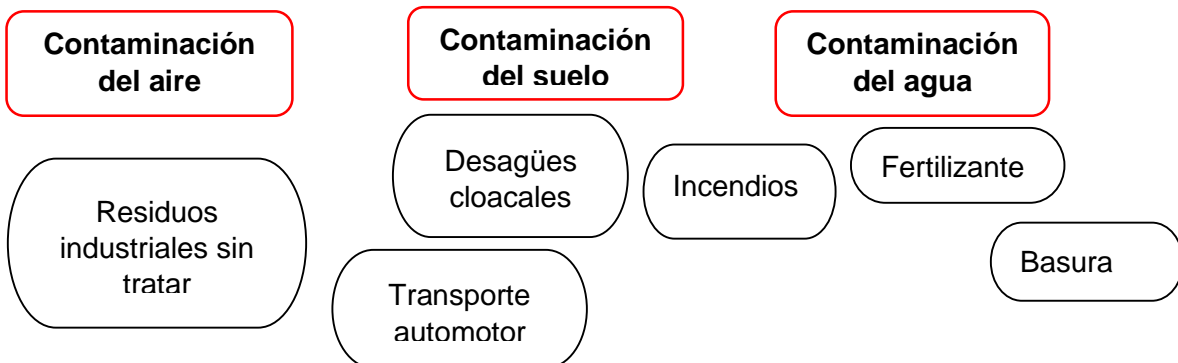 Contaminación
del aire
Contaminación
del suelo
Contaminación
del agua
Desagües
cloacales
Incendios
Fertilizante
Residuos
industriales sin
tratar
Basura
Transporte
automotor